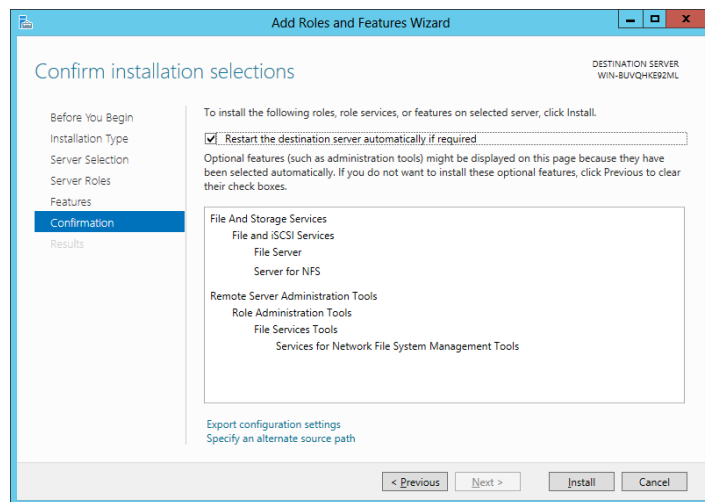 Add Roles and Features Wizard
Confirm installation selections
DESTINATION SERVER
WIN-BUVQHKE92ML
Before You Begin
Installation Type
Server Selection
Server Roles
Features
Confirmation
Results
To install the following roles, role services, or features on selected server, click Install.
Restart the destination server automatically if required
Optional features (such as administration tools) might be displayed on this page because they have
been selected automatically. If you do not want to install these optional features, click Previous to clear
their check boxes.
File And Storage Services
File and iSCSI Services
File Server
Server for NFS
Remote Server Administration Tools
Role Administration Tools
File Services Tools
Services for Network File System Management Tools
Export configuration settings
Specify an alternate source path
< Previous
Next >
Install
Cancel